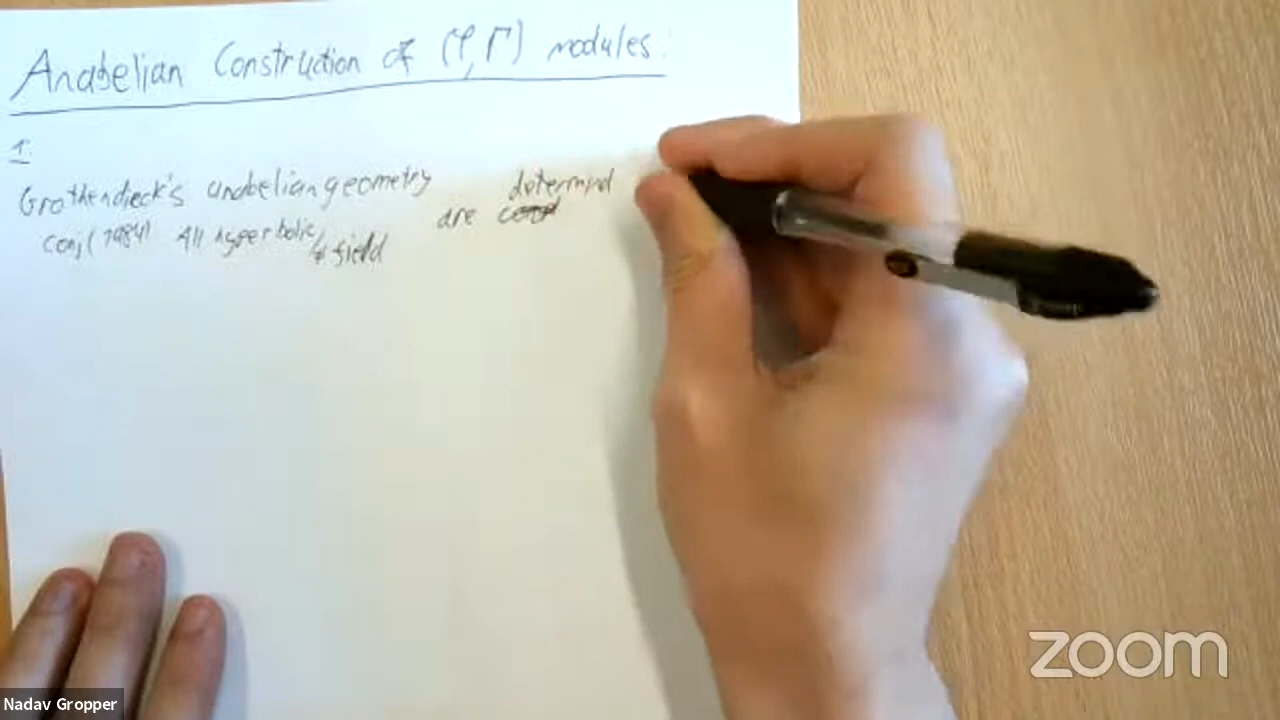 Anabelian Construction of (φ,Γ) modules:
1.
Grothendieck's anabelian geometry
Conj (1984) All hyperbolic / field are determind
Nadav Gropper
zoom